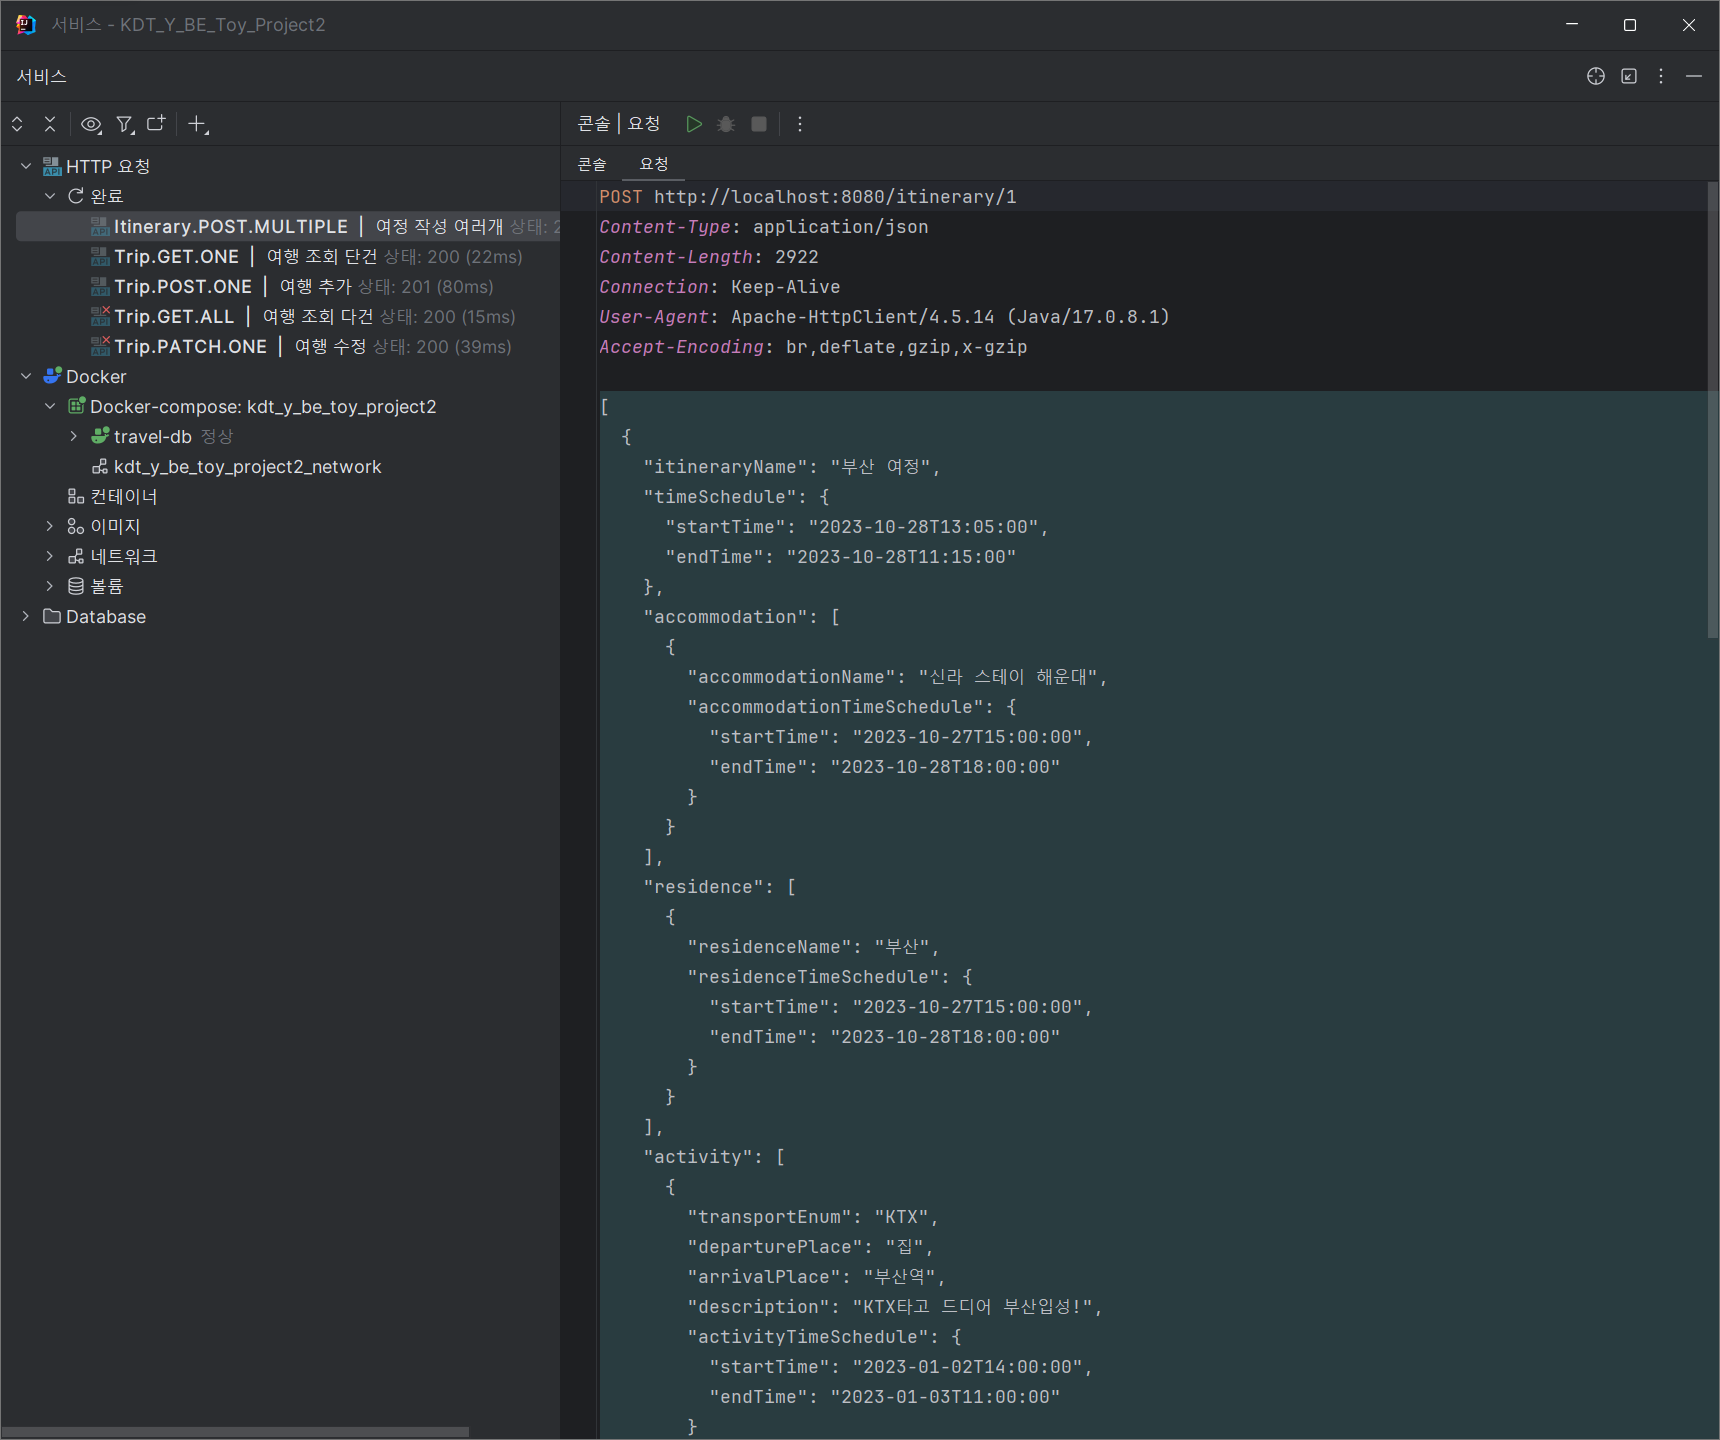 서비스 - KDT_Y_BE_Toy_Project2
서비스
HTTP 요청
완료
Itinerary.POST.MULTIPLE | 여정 작성 여러개 상태: 2
Trip.GET.ONE | 여행 조회 단건 상태: 200 (22ms)
Trip.POST.ONE | 여행 추가 상태: 201 (80ms)
Trip.GET.ALL | 여행 조회 다건 상태: 200 (15ms)
Trip.PATCH.ONE | 여행 수정 상태: 200 (39ms)
Docker
Docker-compose: kdt_y_be_toy_project2
travel-db 정상
kdt_y_be_toy_project2_network
컨테이너
이미지
네트워크
볼륨
Database
콘솔 | 요청
콘솔 요청
POST http://localhost:8080/itinerary/1
Content-Type: application/json
Content-Length: 2922
Connection: Keep-Alive
User-Agent: Apache-HttpClient/4.5.14 (Java/17.0.8.1)
Accept-Encoding: br,deflate,gzip,x-gzip
[
{
"itineraryName": "부산 여정",
"timeSchedule": {
"startTime": "2023-10-28T13:05:00",
"endTime": "2023-10-28T11:15:00"
},
"accommodation": [
{
"accommodationName": "신라 스테이 해운대",
"accommodationTimeSchedule": {
"startTime": "2023-10-27T15:00:00",
"endTime": "2023-10-28T18:00:00"
}
}
],
"residence": [
{
"residenceName": "부산",
"residenceTimeSchedule": {
"startTime": "2023-10-27T15:00:00",
"endTime": "2023-10-28T18:00:00"
}
}
],
"activity": [
{
"transportEnum": "KTX",
"departurePlace": "집",
"arrivalPlace": "부산역",
"description": "KTX타고 드디어 부산입성!",
"activityTimeSchedule": {
"startTime": "2023-01-02T14:00:00",
"endTime": "2023-01-03T11:00:00"
}